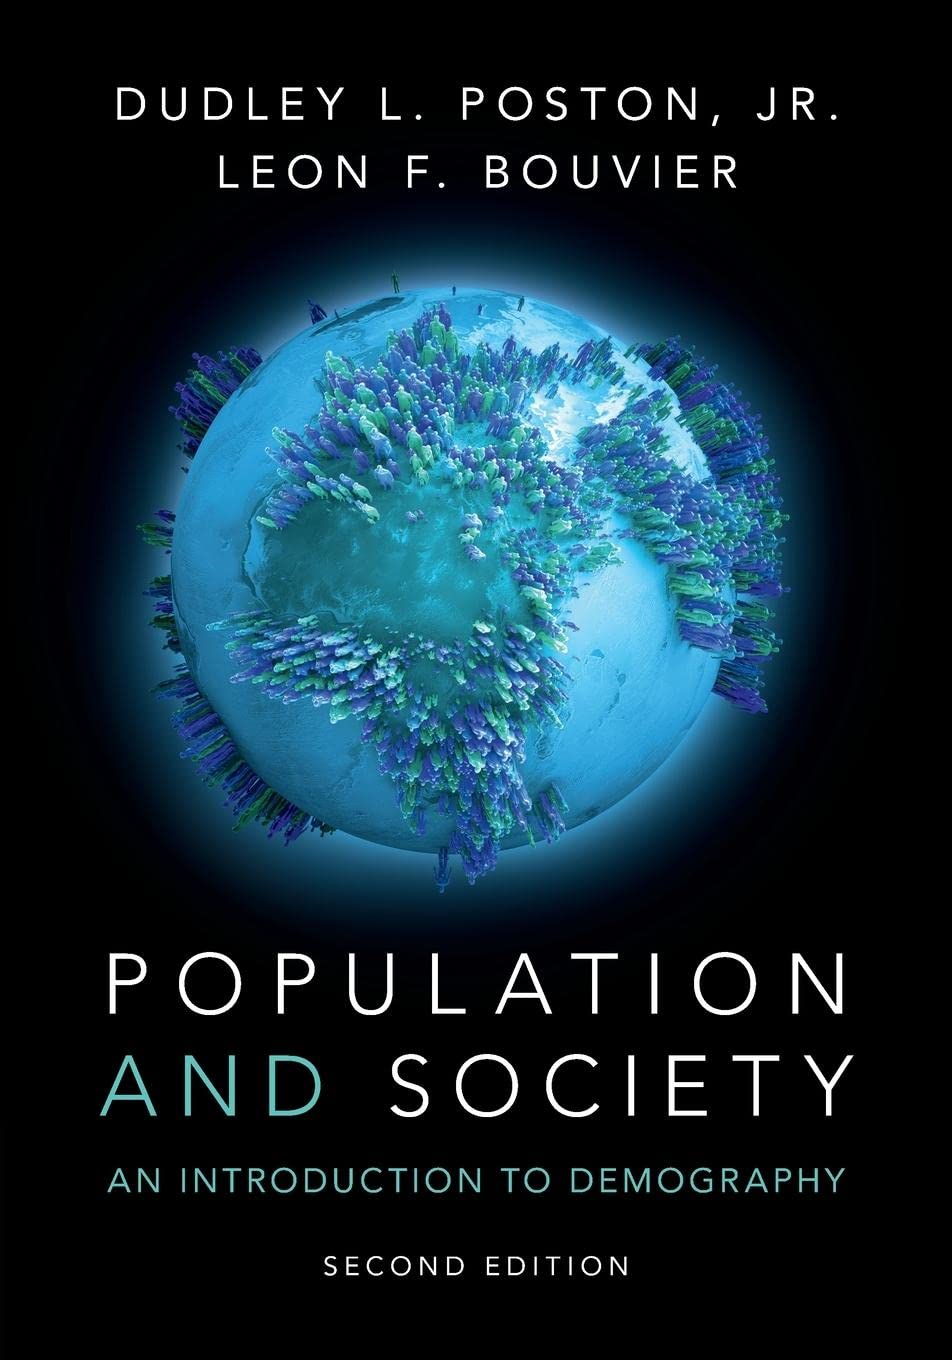 DUDLEY L. POSTON, JR.
LEON F. BOUVIER
POPULATION
AND SOCIETY
AN INTRODUCTION TO DEMOGRAPHY
SECOND EDITION